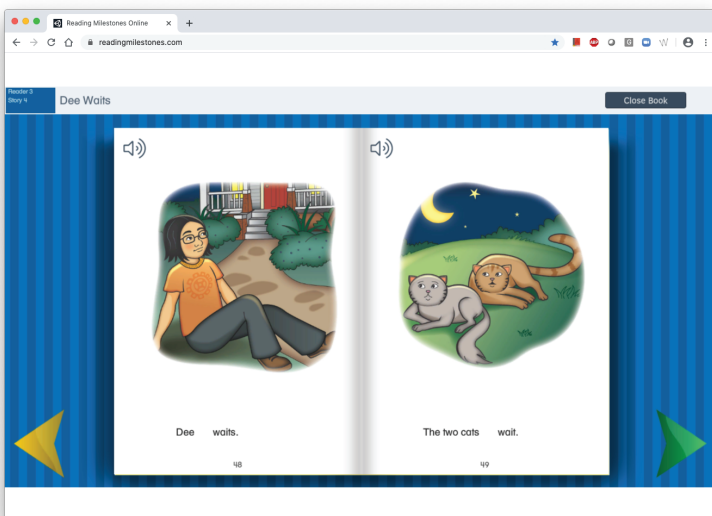 Reading Milestones Online
readingmilestones.com
ABP
Reader 3
Story 4
Dee Waits
Close Book
Dee waits.
48
The two cats wait.
49